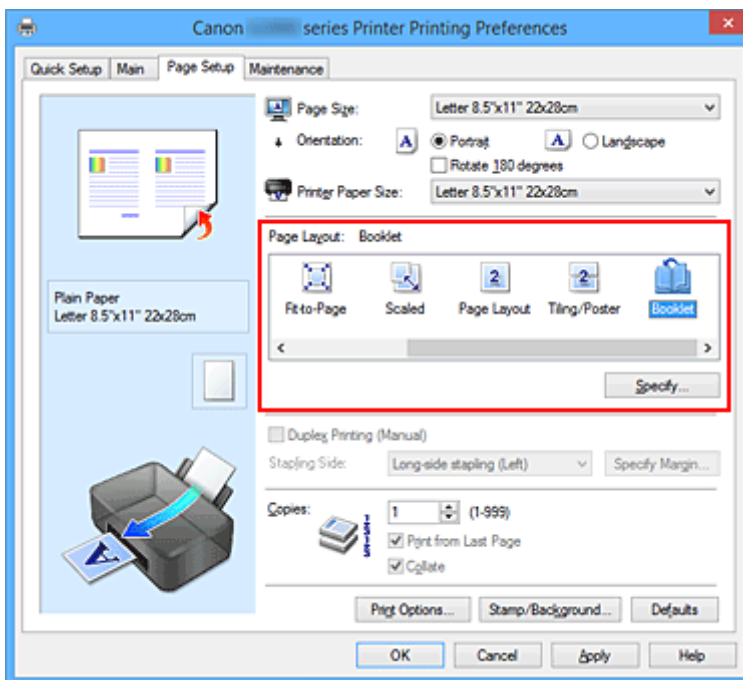 Canon series Printer Printing Preferences
Quick Setup Main Page Setup Maintenance
Page Size: Letter 8.5"x11" 22x28cm
Orientation: A Portrait A Landscape
Rotate 180 degrees
Printer Paper Size: Letter 8.5"x11" 22x28cm
Page Layout: Booklet
2 2
Fit-to-Page Scaled Page Layout Tiling/Poster Booklet
Specify...
Plain Paper
Letter 8.5"x11" 22x28cm
Duplex Printing (Manual)
Stapling Side: Long-side stapling (Left) Specify Margin...
Copies: 1 (1-999)
Print from Last Page
Collate
A
Print Options... Stamp/Background... Defaults
OK Cancel Apply Help